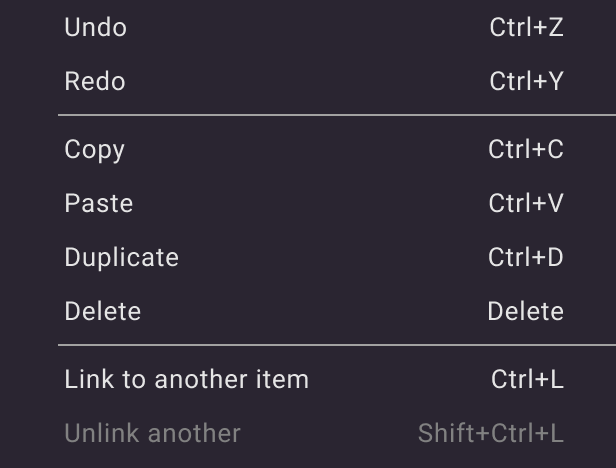 Undo Ctrl+Z
Redo Ctrl+Y
Copy Ctrl+C
Paste Ctrl+V
Duplicate Ctrl+D
Delete Delete
Link to another item Ctrl+L
Unlink another Shift+Ctrl+L